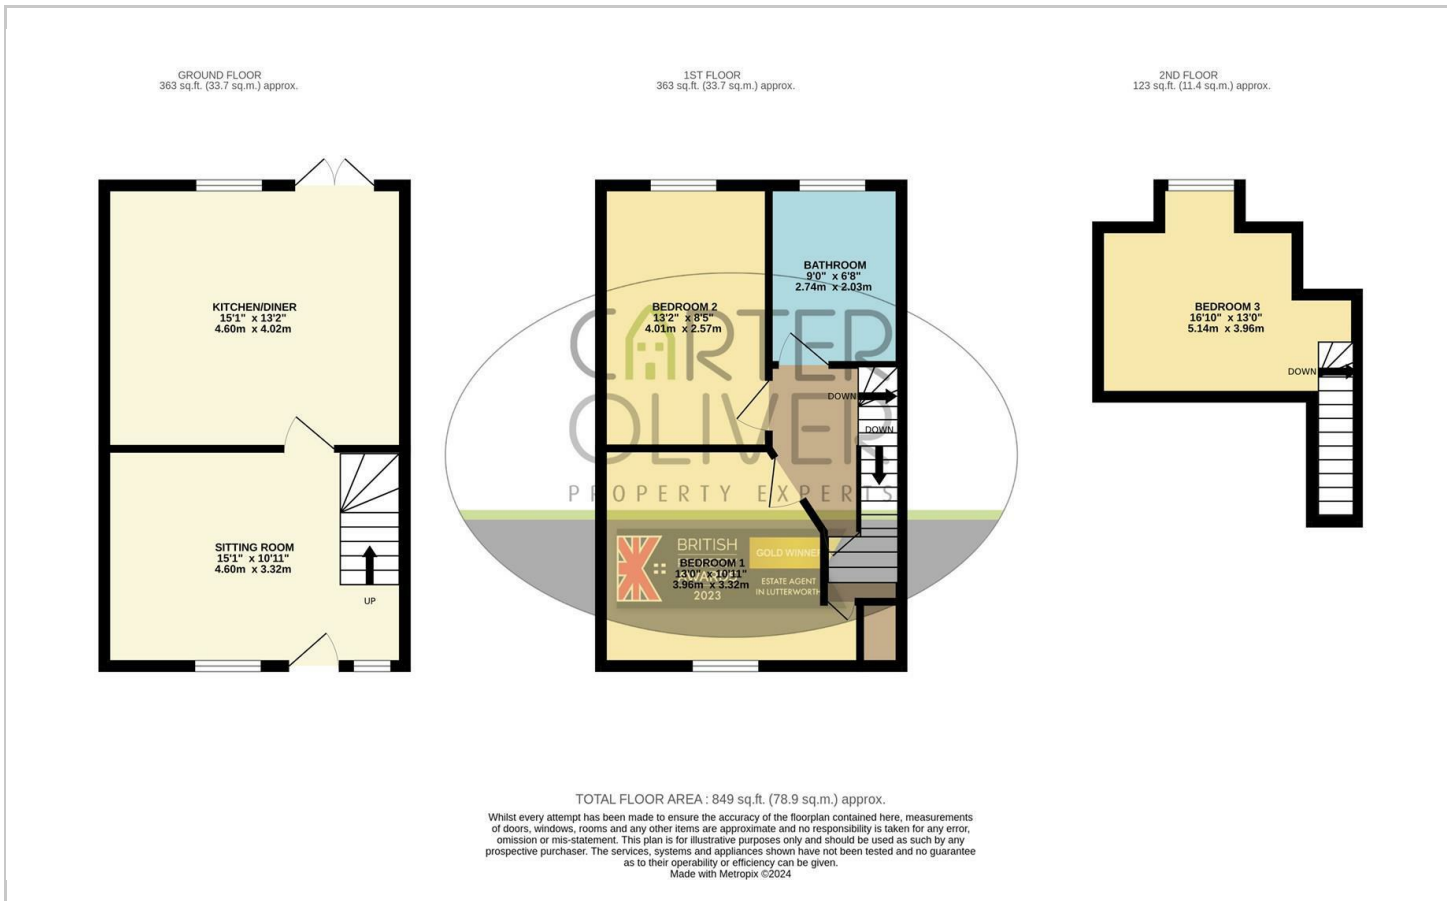 GROUND FLOOR
363 sq.ft. (33.7 sq.m.) approx.
1ST FLOOR
363 sq.ft. (33.7 sq.m.) approx.
2ND FLOOR
123 sq.ft. (11.4 sq.m.) approx.
KITCHEN/DINER
15'1" x 13'2"
4.60m x 4.02m
SITTING ROOM
15'1" x 10'11"
4.60m x 3.32m
UP
BEDROOM 2
13'2" x 8'5"
4.01m x 2.57m
BATHROOM
9'0" x 6'8"
2.74m x 2.03m
DOWN
DOWN
BEDROOM 1
13'0" x 10'11"
3.96m x 3.32m
BEDROOM 3
16'10" x 13'0"
5.14m x 3.96m
DOWN
CARTER
OLIVER
PROPERTY EXPERTS
BRITISH
2023
GOLD WINNER
ESTATE AGENT
IN LUTTERWORTH
TOTAL FLOOR AREA : 849 sq.ft. (78.9 sq.m.) approx.
Whilst every attempt has been made to ensure the accuracy of the floorplan contained here, measurements
of doors, windows, rooms and any other items are approximate and no responsibility is taken for any error,
omission or mis-statement. This plan is for illustrative purposes only and should be used as such by any
prospective purchaser. The services, systems and appliances shown have not been tested and no guarantee
as to their operability or efficiency can be given.
Made with Metropix ©2024